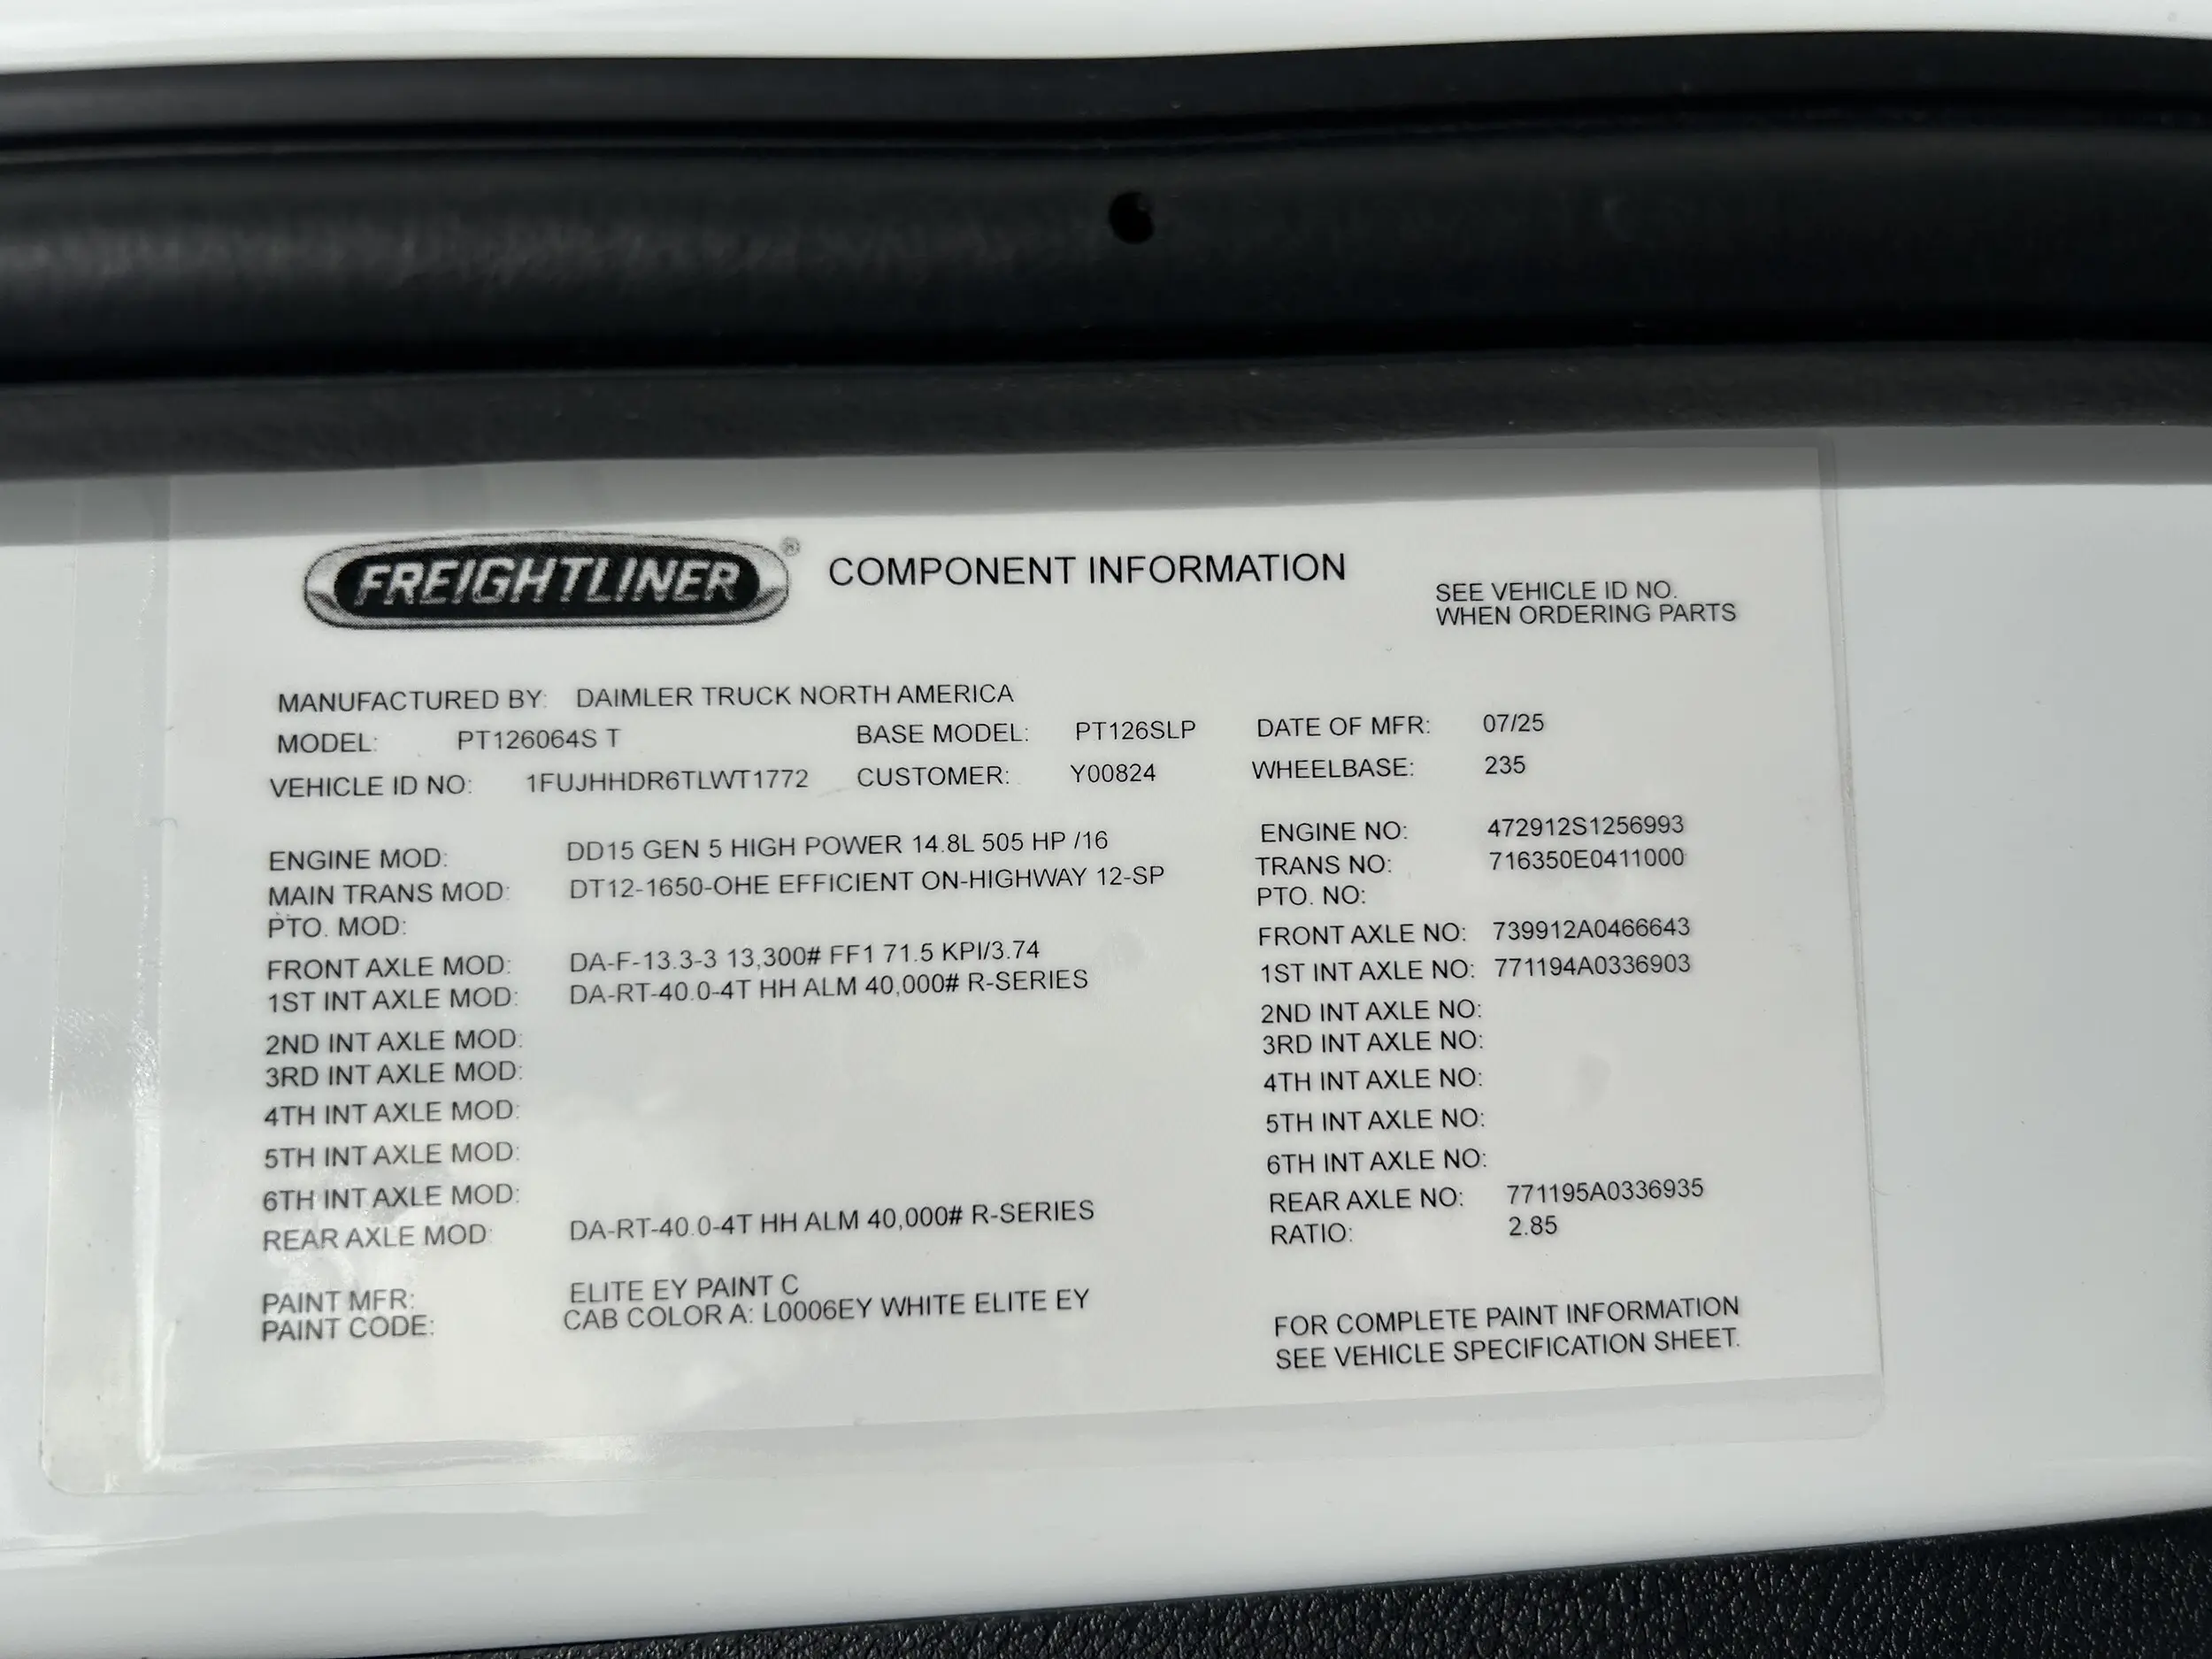 FREIGHTLINER ® COMPONENT INFORMATION
SEE VEHICLE ID NO.
WHEN ORDERING PARTS
MANUFACTURED BY: DAIMLER TRUCK NORTH AMERICA
MODEL: PT126064S T BASE MODEL: PT126SLP DATE OF MFR: 07/25
VEHICLE ID NO: 1FUJHHDR6TLWT1772 CUSTOMER: Y00824 WHEELBASE: 235
ENGINE MOD: DD15 GEN 5 HIGH POWER 14.8L 505 HP /16 ENGINE NO: 472912S1256993
MAIN TRANS MOD: DT12-1650-OHE EFFICIENT ON-HIGHWAY 12-SP TRANS NO: 716350E0411000
PTO. MOD: PTO. NO:
FRONT AXLE MOD: DA-F-13.3-3 13,300# FF1 71.5 KPI/3.74 FRONT AXLE NO: 739912A0466643
1ST INT AXLE MOD: DA-RT-40.0-4T HH ALM 40,000# R-SERIES 1ST INT AXLE NO: 771194A0336903
2ND INT AXLE MOD: 2ND INT AXLE NO:
3RD INT AXLE MOD: 3RD INT AXLE NO:
4TH INT AXLE MOD: 4TH INT AXLE NO:
5TH INT AXLE MOD: 5TH INT AXLE NO:
6TH INT AXLE MOD: 6TH INT AXLE NO:
REAR AXLE MOD: DA-RT-40.0-4T HH ALM 40,000# R-SERIES REAR AXLE NO: 771195A0336935
RATIO: 2.85
PAINT MFR: ELITE EY PAINT C
PAINT CODE: CAB COLOR A: L0006EY WHITE ELITE EY
FOR COMPLETE PAINT INFORMATION
SEE VEHICLE SPECIFICATION SHEET.